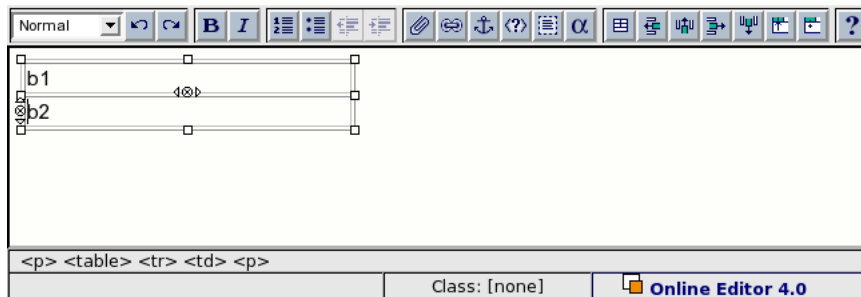 Normal B I <?> α ?
b1
b2
<p> <table> <tr> <td> <p>
Class: [none] Online Editor 4.0